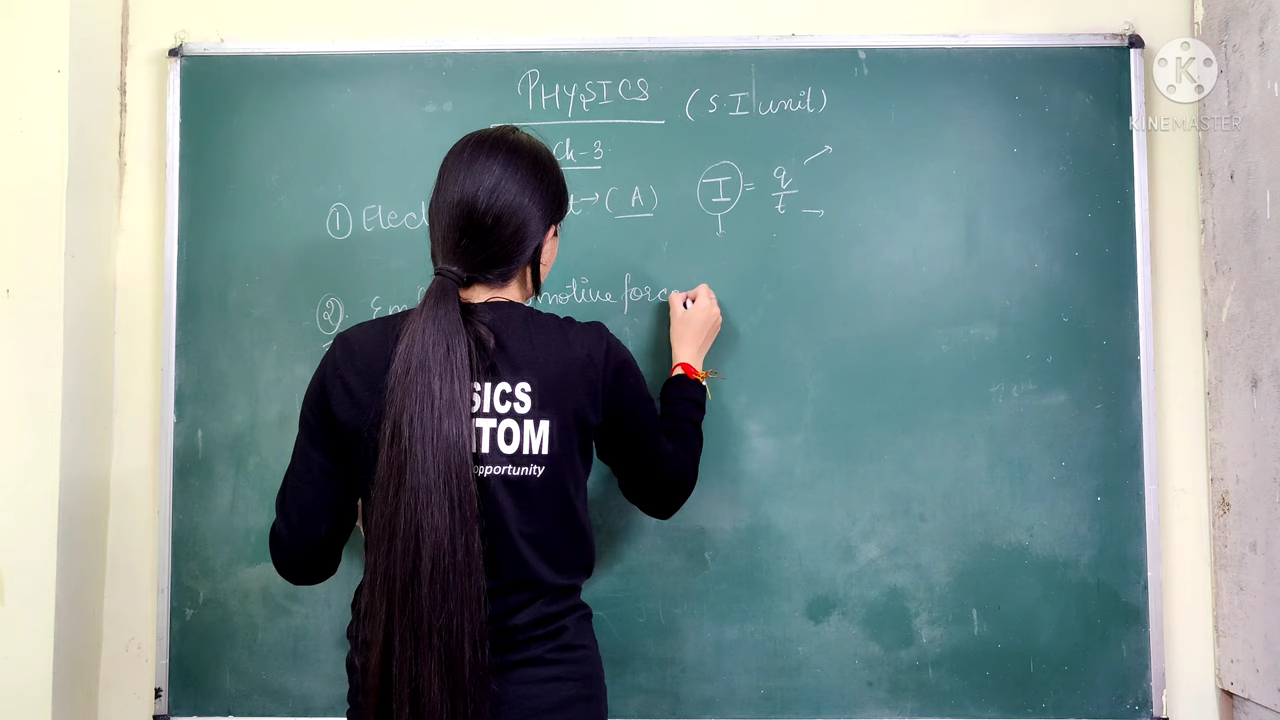 PHYSICS (S.I unit)
Ch-3
① Elec t→(A) I = q/t
② Em motive force
SICS
TOM
opportunity
K
KINEMASTER